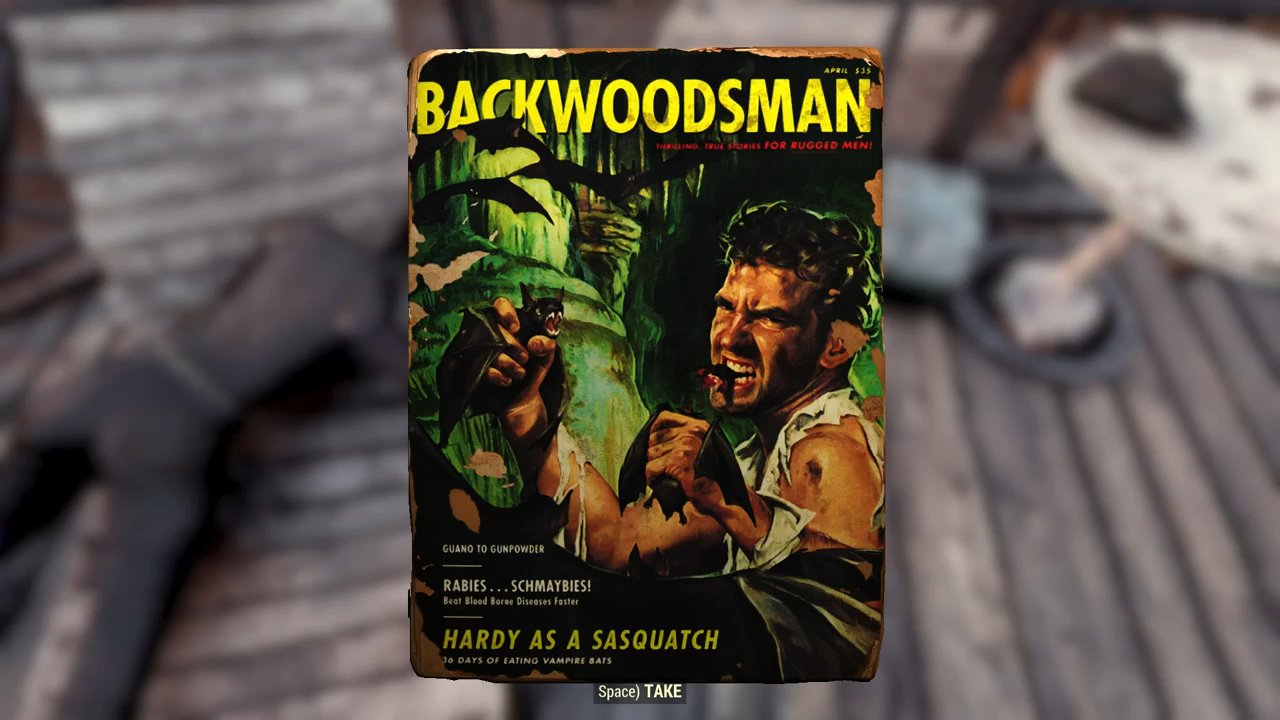 APRIL $35
BACKWOODSMAN
THRILLING, TRUE STORIES FOR RUGGED MEN!
GUANO TO GUNPOWDER
RABIES...SCHMAYBIES!
Beat Blood Borne Diseases Faster
HARDY AS A SASQUATCH
36 DAYS OF EATING VAMPIRE BATS
Space) TAKE